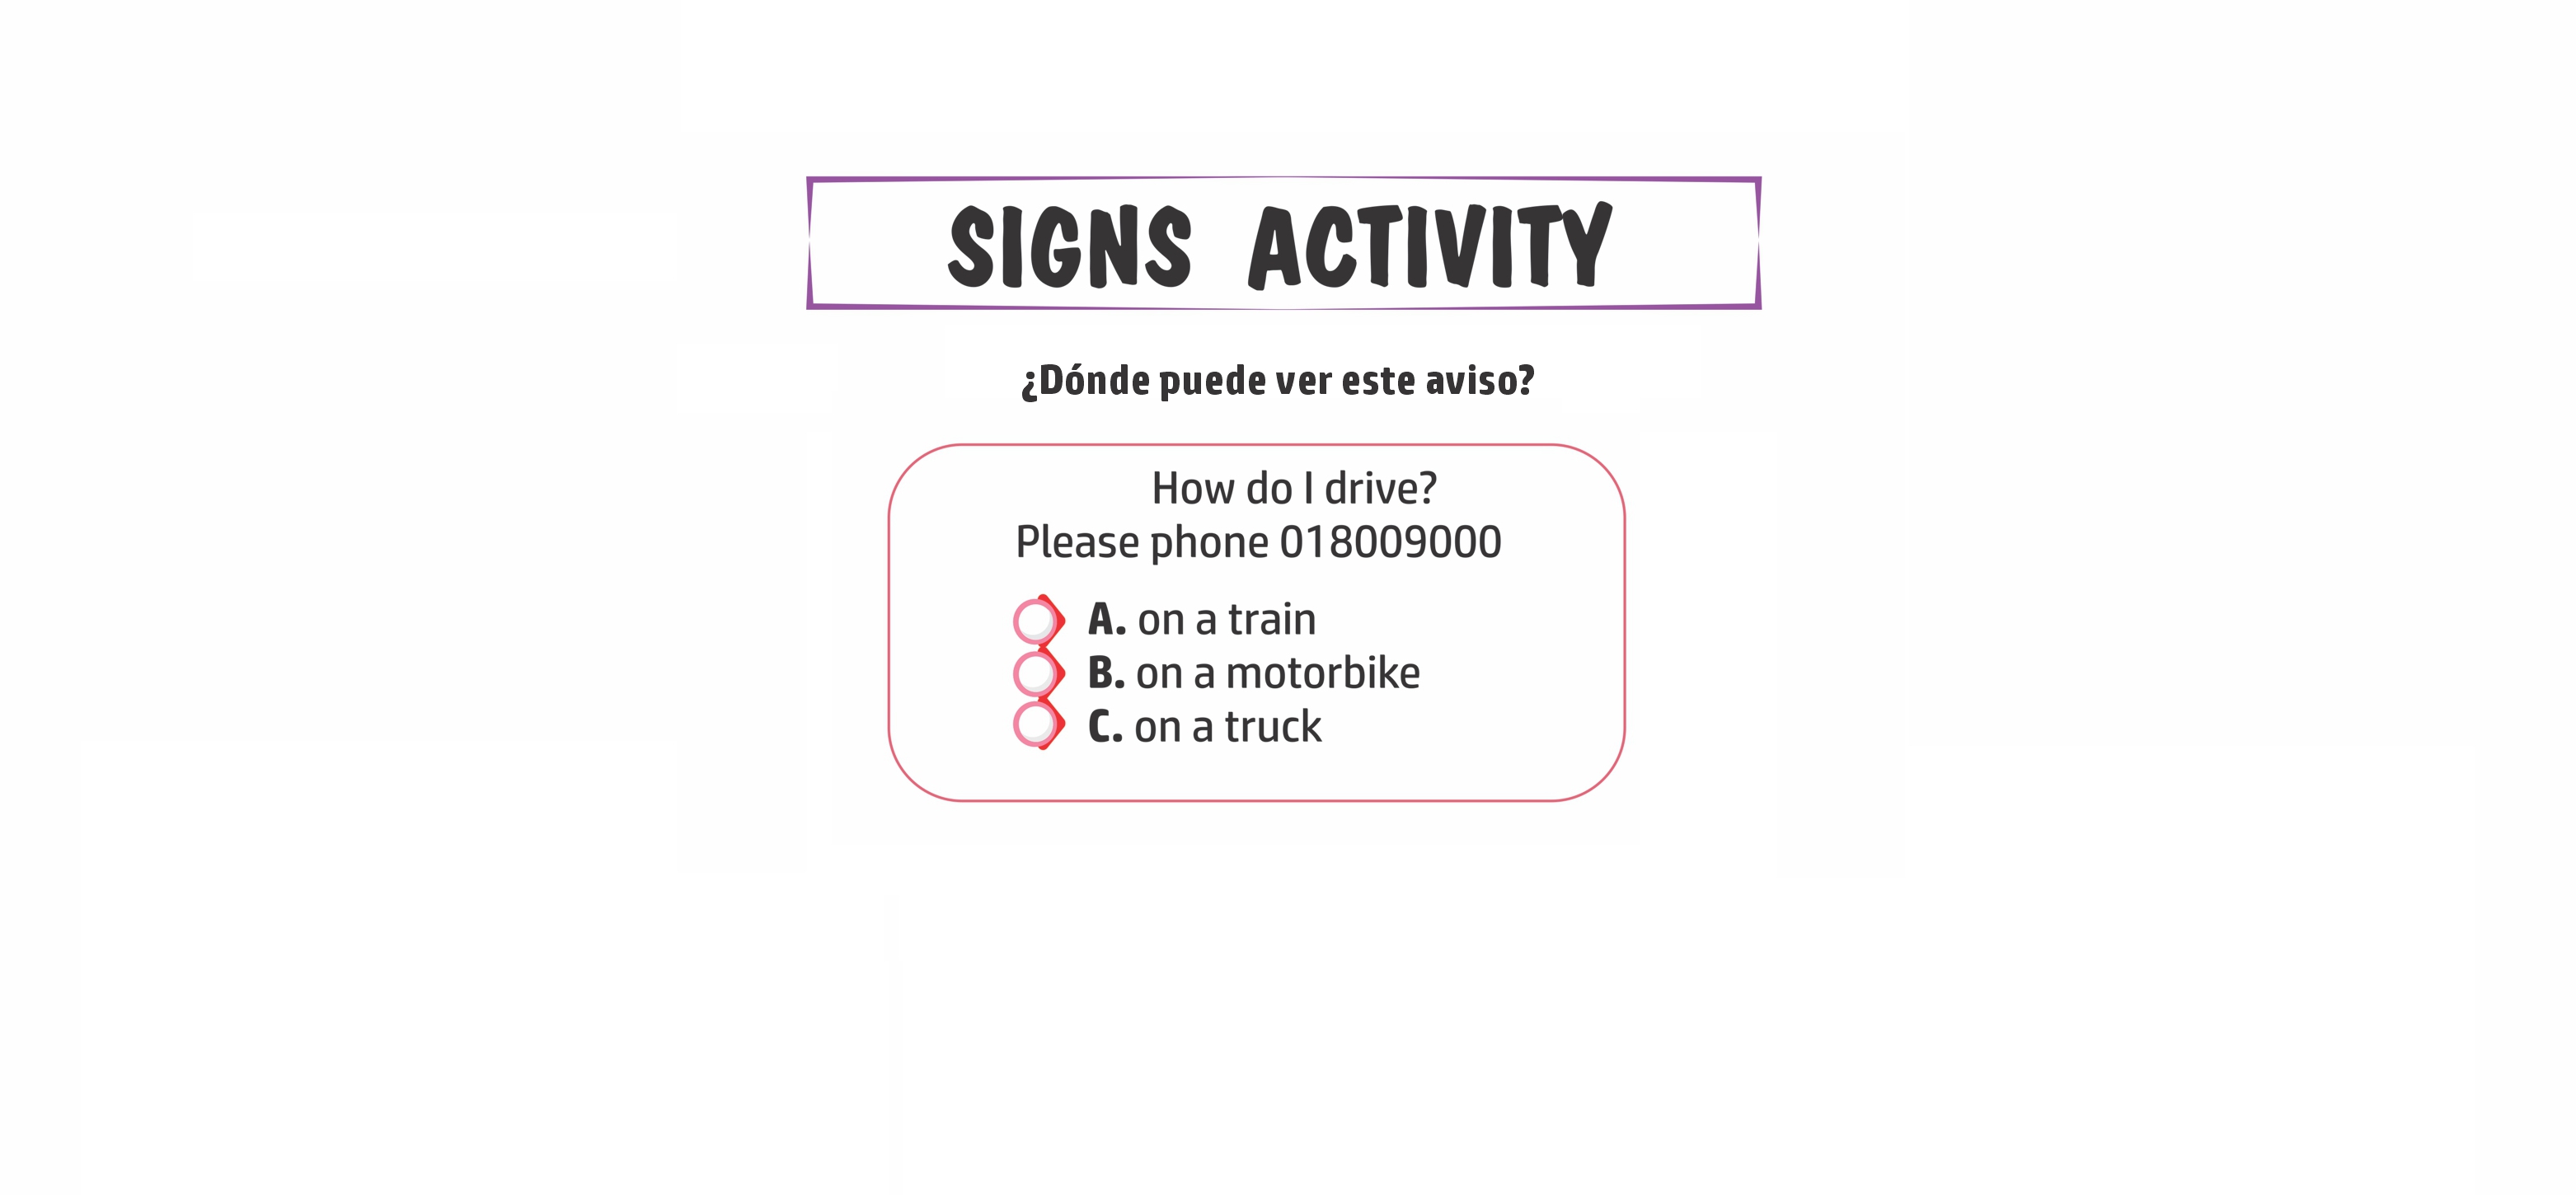 SIGNS ACTIVITY
¿Dónde puede ver este aviso?
How do I drive?
Please phone 018009000
A. on a train
B. on a motorbike
C. on a truck